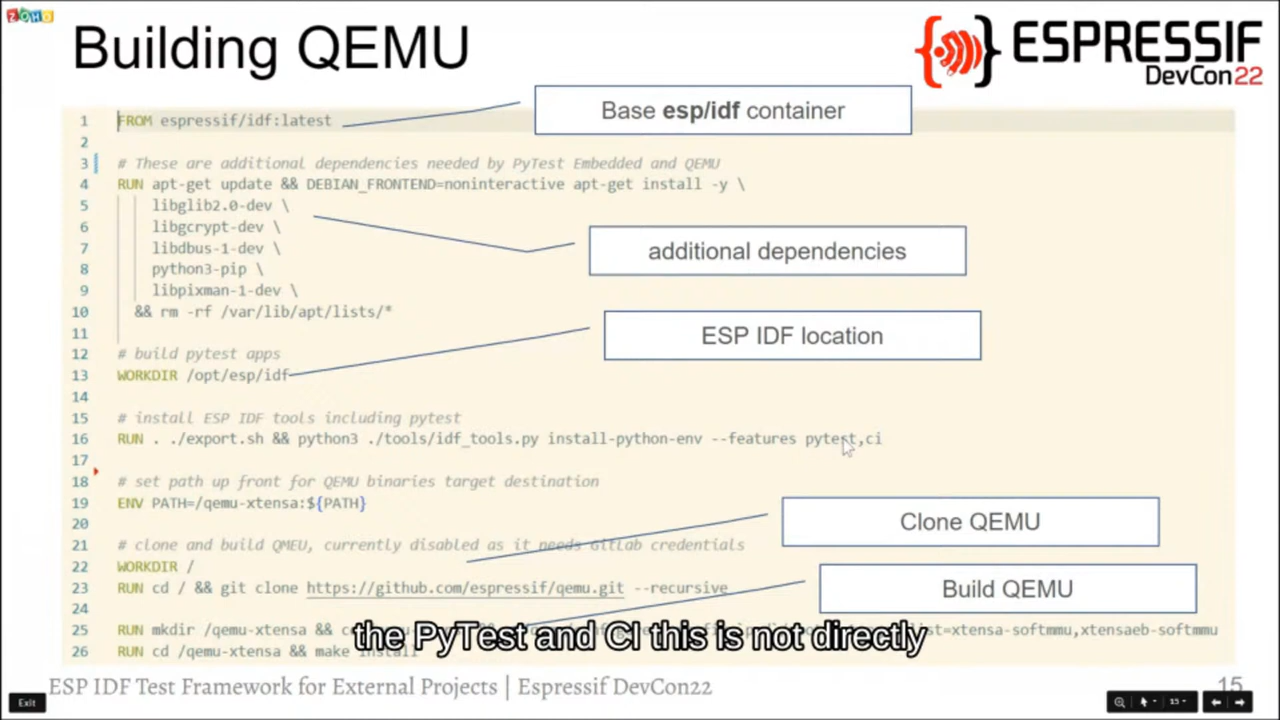 ZOHO
Building QEMU
ESPRESSIF
DevCon22
Base esp/idf container
1 FROM espressif/idf:latest
2
3 # These are additional dependencies needed by PyTest Embedded and QEMU
4 RUN apt-get update && DEBIAN_FRONTEND=noninteractive apt-get install -y \
5 libglib2.0-dev \
6 libgcrypt-dev \
7 libdbus-1-dev \
8 python3-pip \
9 libpixman-1-dev \
10 && rm -rf /var/lib/apt/lists/*
11
additional dependencies
ESP IDF location
12 # build pytest apps
13 WORKDIR /opt/esp/idf
14
15 # install ESP IDF tools including pytest
16 RUN . ./export.sh && python3 ./tools/idf_tools.py install-python-env --features pytest,ci
17
18 # set path up front for QEMU binaries target destination
19 ENV PATH=/qemu-xtensa:${PATH}
20
Clone QEMU
21 # clone and build QMEU, currently disabled as it needs GitLab credentials
22 WORKDIR /
23 RUN cd / && git clone https://github.com/espressif/qemu.git --recursive
24
Build QEMU
25 RUN mkdir /qemu-xtensa && list=xtensa-softmmu,xtensaeb-softmmu
26 RUN cd /qemu-xtensa && make install
the PyTest and CI this is not directly
ESP IDF Test Framework for External Projects | Espressif DevCon22
15
Exit
15